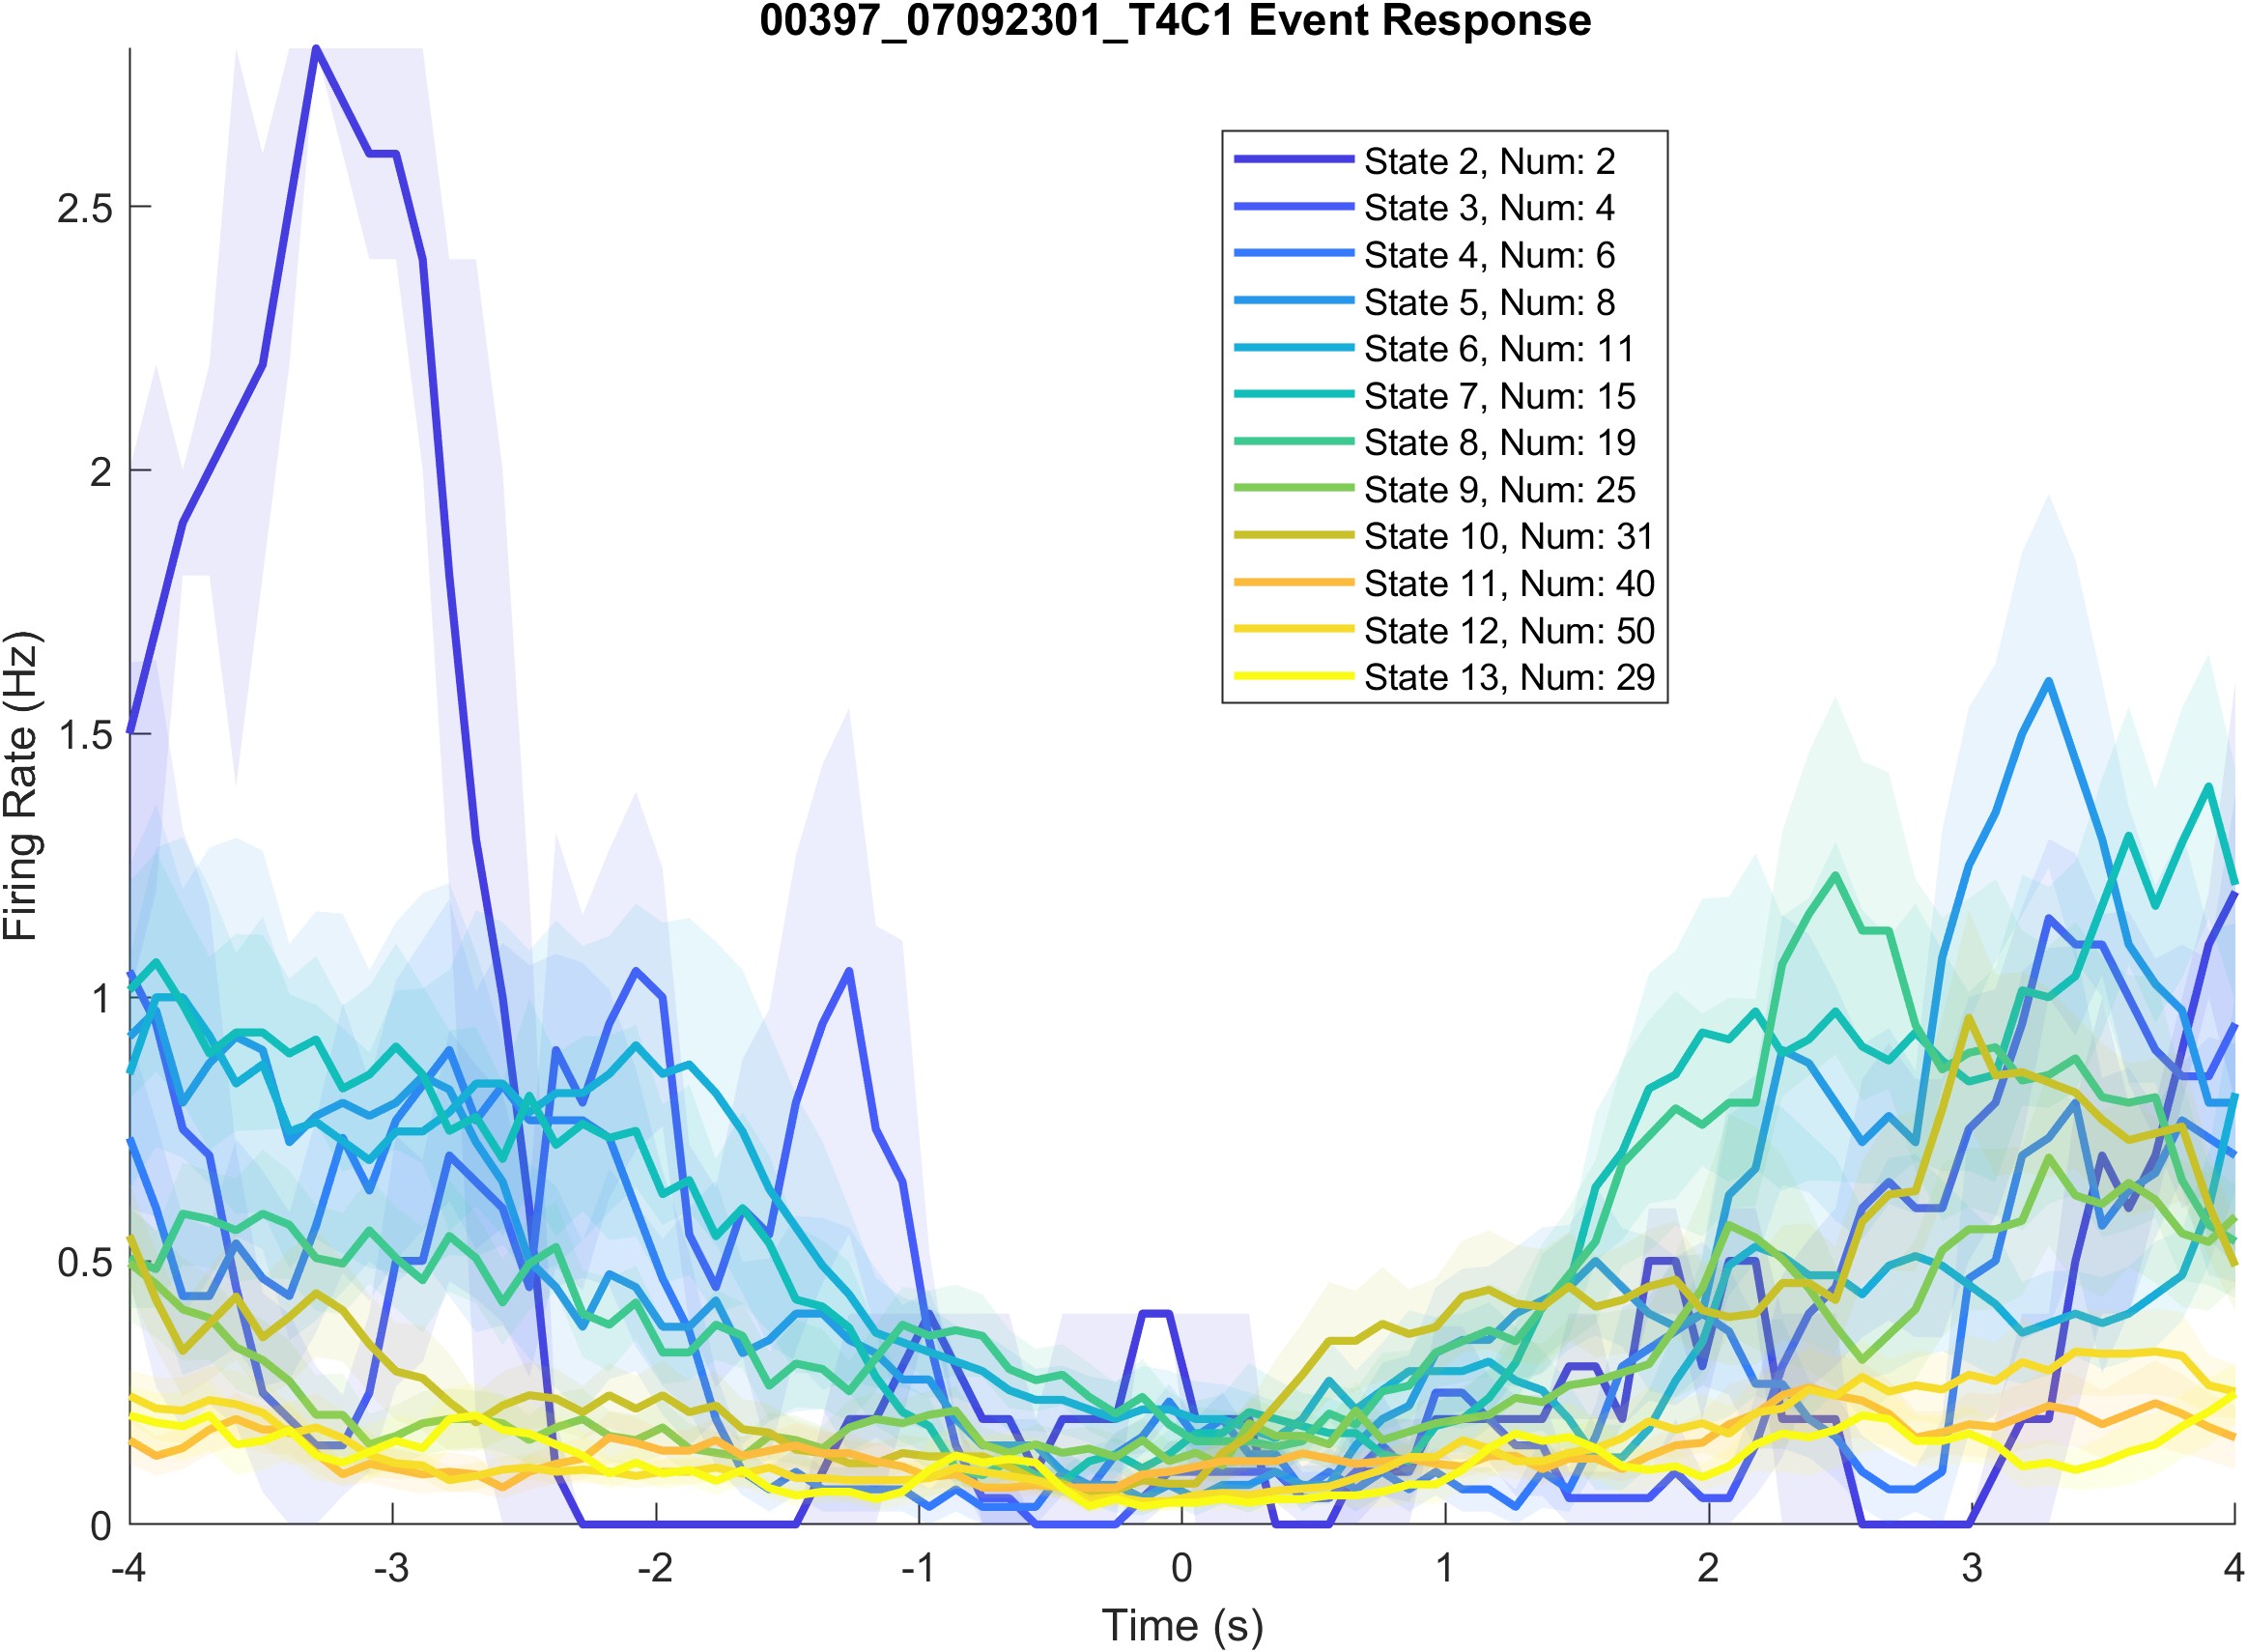 00397_07092301_T4C1 Event Response
State 2, Num: 2
State 3, Num: 4
State 4, Num: 6
State 5, Num: 8
State 6, Num: 11
State 7, Num: 15
State 8, Num: 19
State 9, Num: 25
State 10, Num: 31
State 11, Num: 40
State 12, Num: 50
State 13, Num: 29
Firing Rate (Hz)
2.5
2
1.5
1
0.5
0
-4 -3 -2 -1 0 1 2 3 4
Time (s)